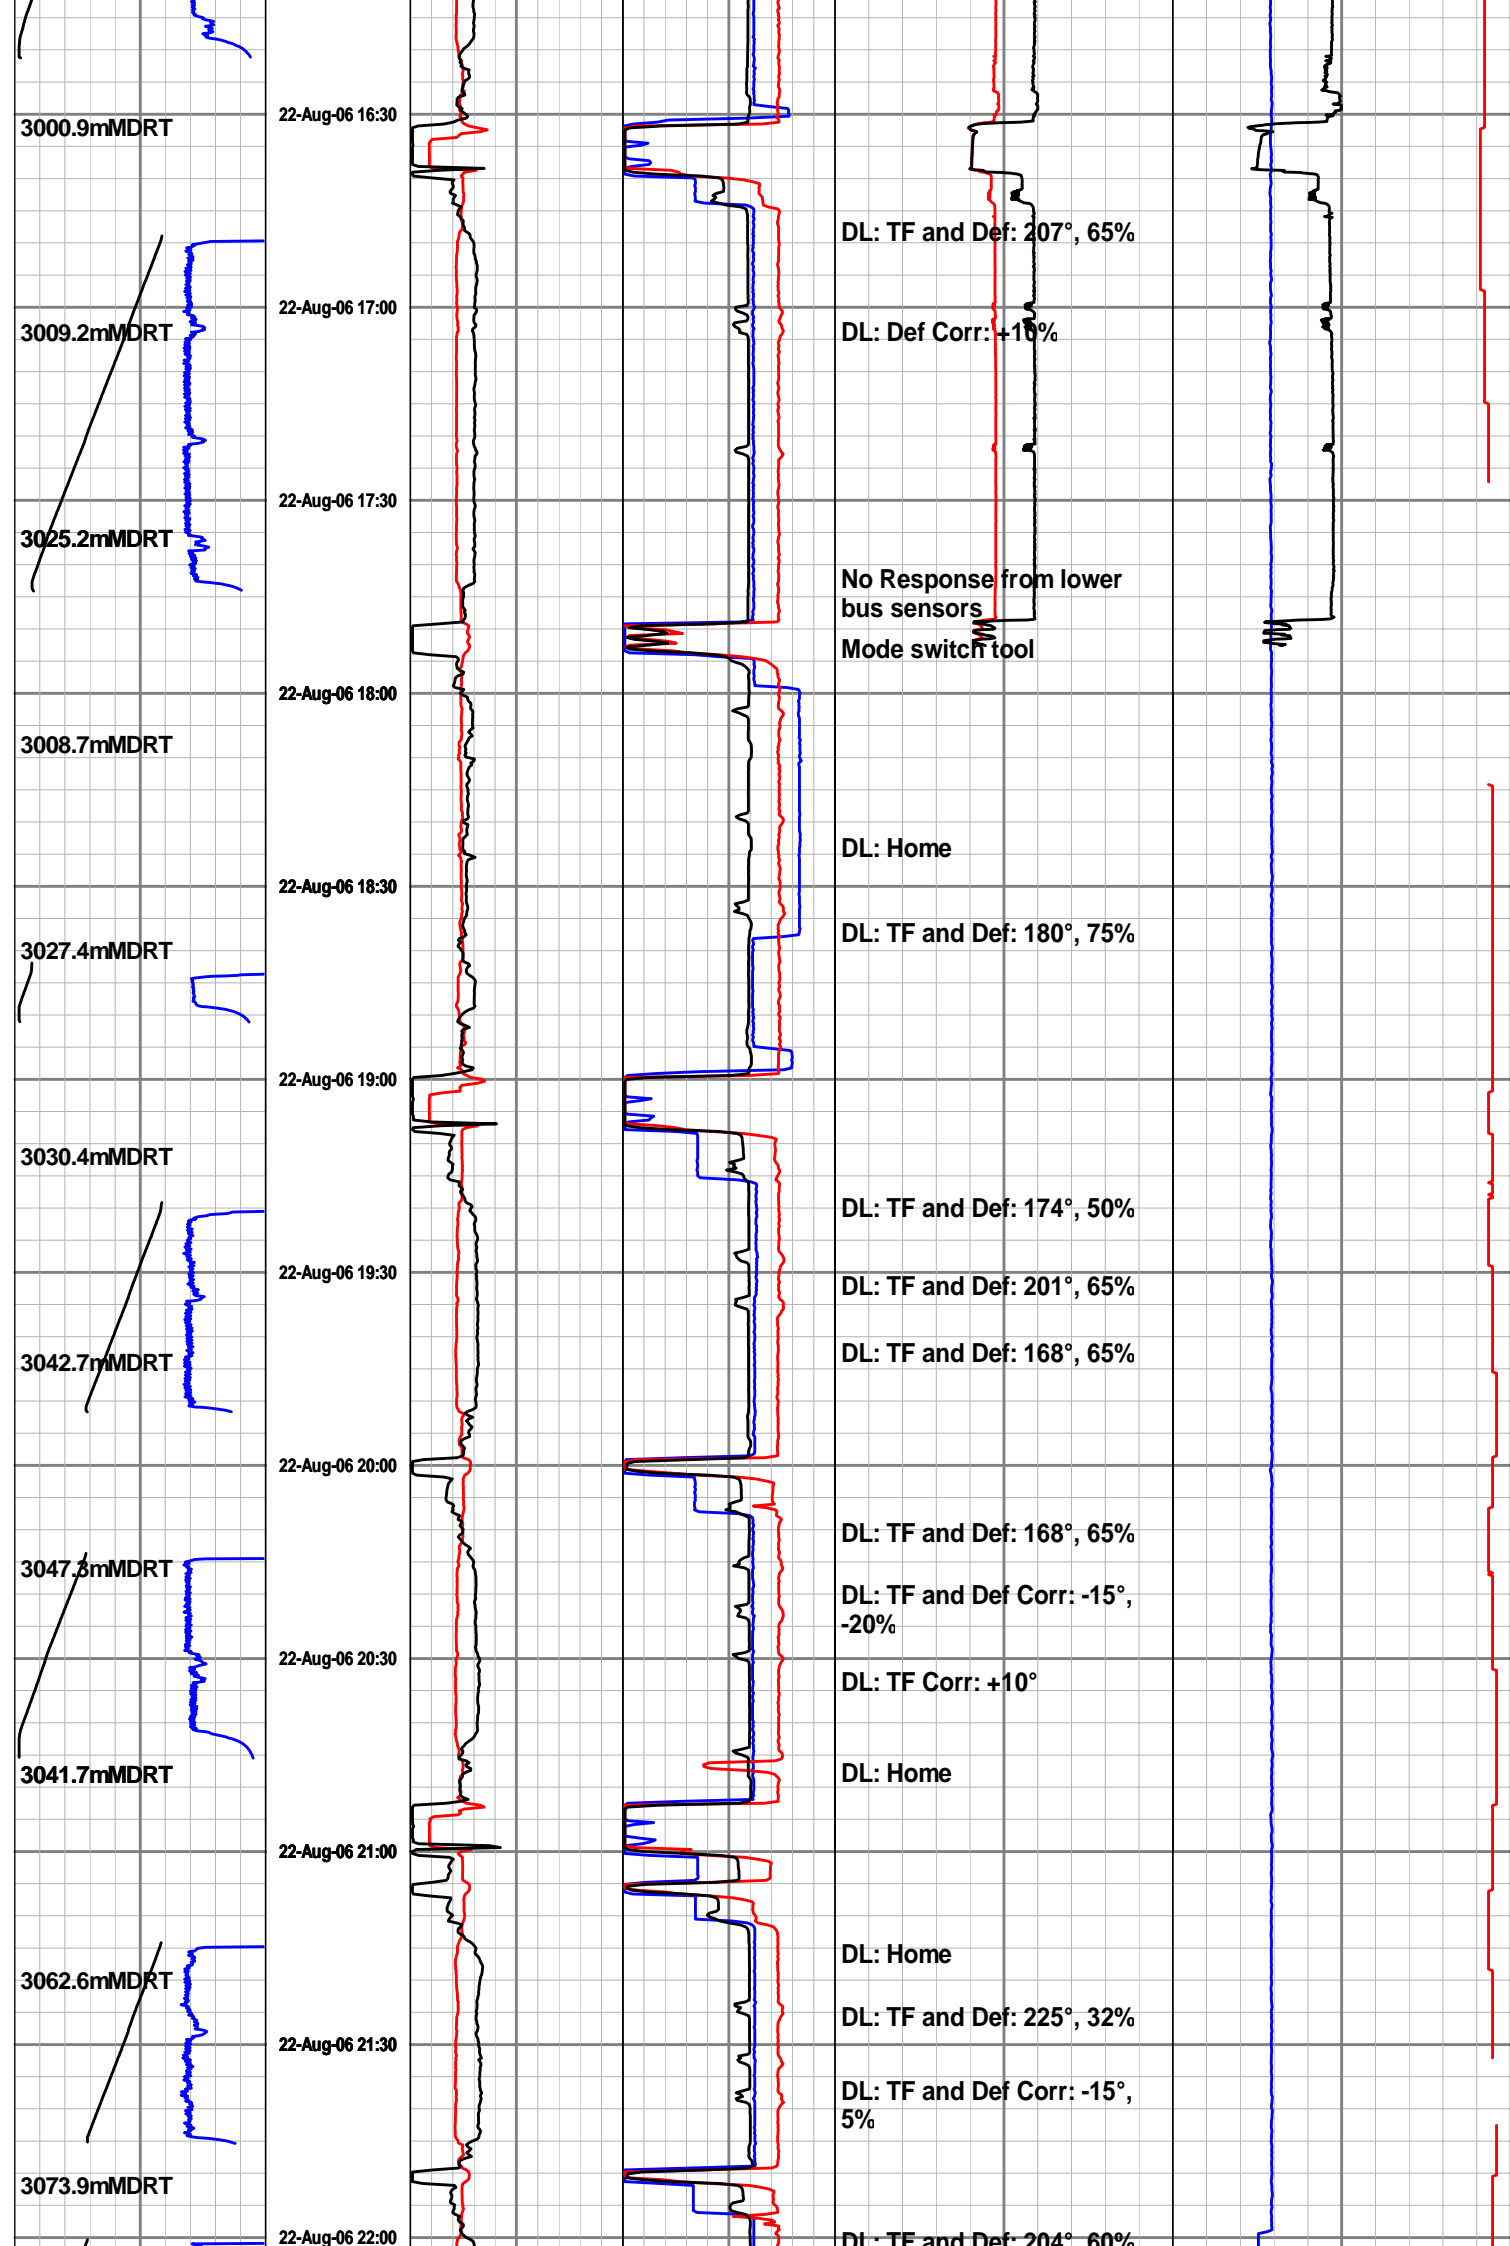 22-Aug-06 16:30
3000.9mMDRT
DL: TF and Def: 207°, 65%
22-Aug-06 17:00
3009.2mMDRT
DL: Def Corr: +10%
22-Aug-06 17:30
3025.2mMDRT
No Response from lower
bus sensors
Mode switch tool
22-Aug-06 18:00
3008.7mMDRT
DL: Home
22-Aug-06 18:30
DL: TF and Def: 180°, 75%
3027.4mMDRT
22-Aug-06 19:00
3030.4mMDRT
DL: TF and Def: 174°, 50%
22-Aug-06 19:30
DL: TF and Def: 201°, 65%
DL: TF and Def: 168°, 65%
3042.7mMDRT
22-Aug-06 20:00
DL: TF and Def: 168°, 65%
3047.3mMDRT
DL: TF and Def Corr: -15°,
-20%
22-Aug-06 20:30
DL: TF Corr: +10°
DL: Home
3041.7mMDRT
22-Aug-06 21:00
DL: Home
3062.6mMDRT
DL: TF and Def: 225°, 32%
22-Aug-06 21:30
DL: TF and Def Corr: -15°,
5%
3073.9mMDRT
22-Aug-06 22:00
DL: TF and Def: 204°, 60%